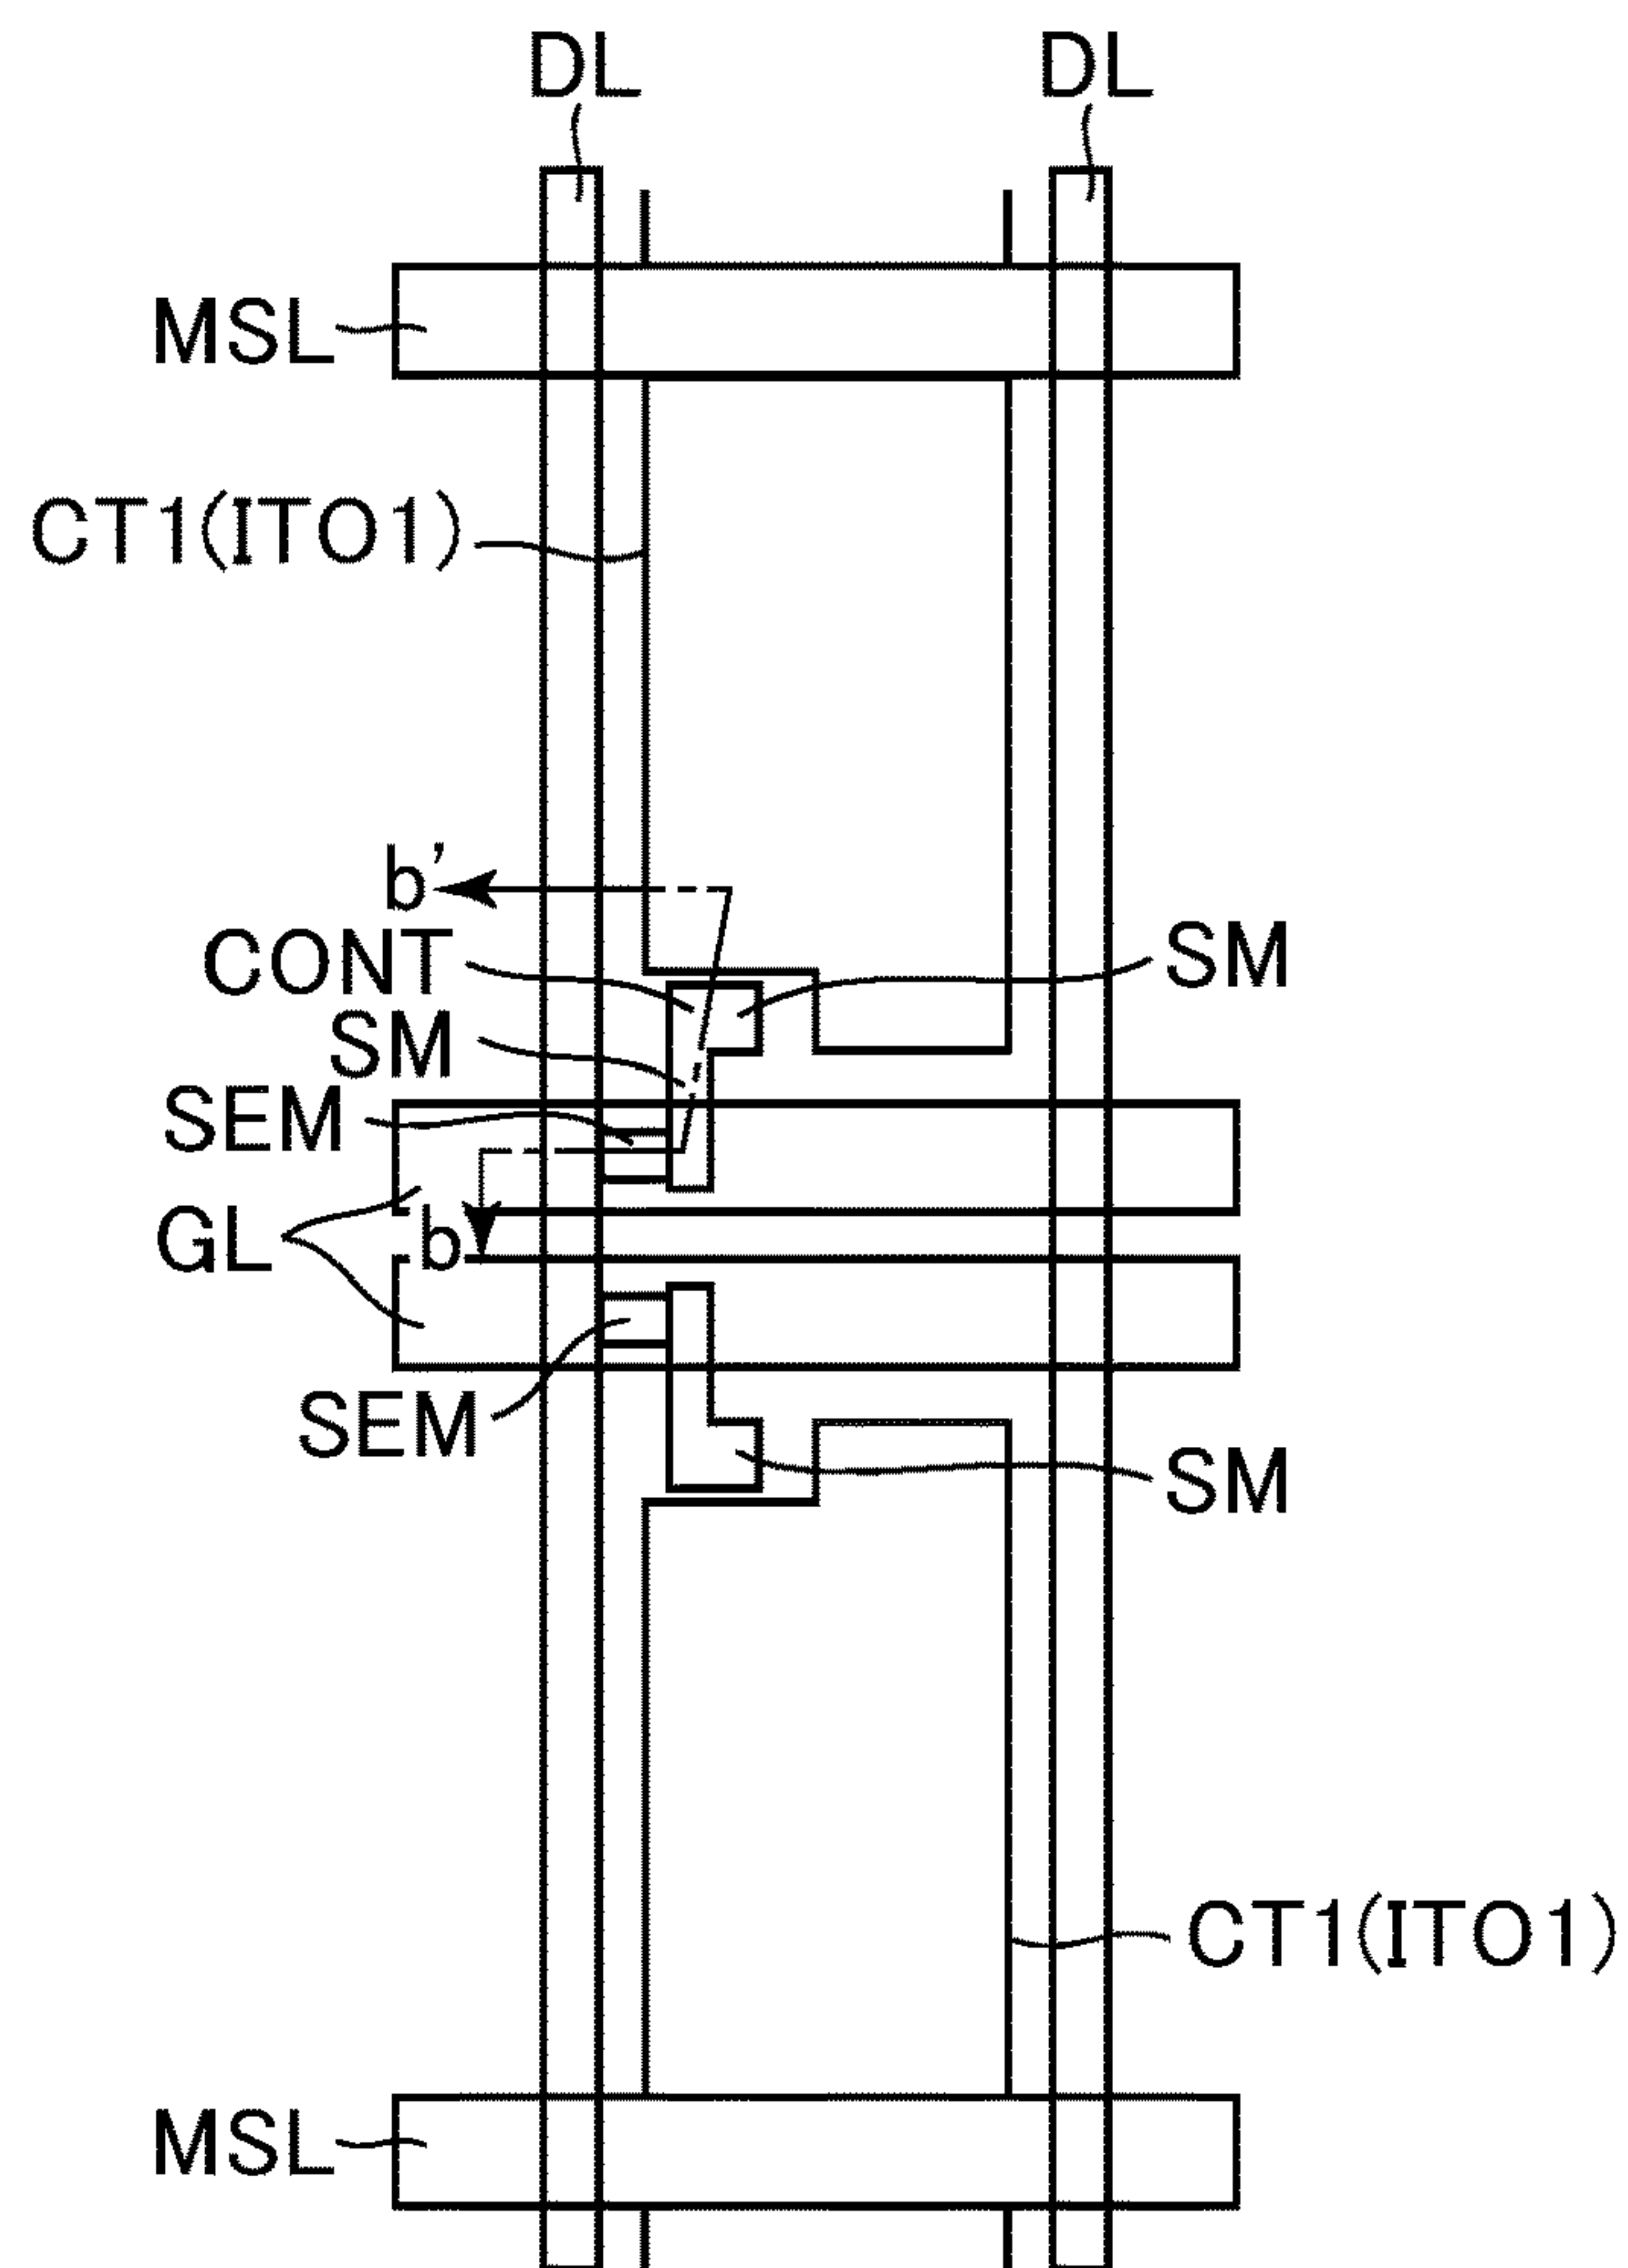 DL DL
MSL
CT1(ITO1)
b'
CONT SM
SM
SEM
GL b
SEM
SM
CT1(ITO1)
MSL